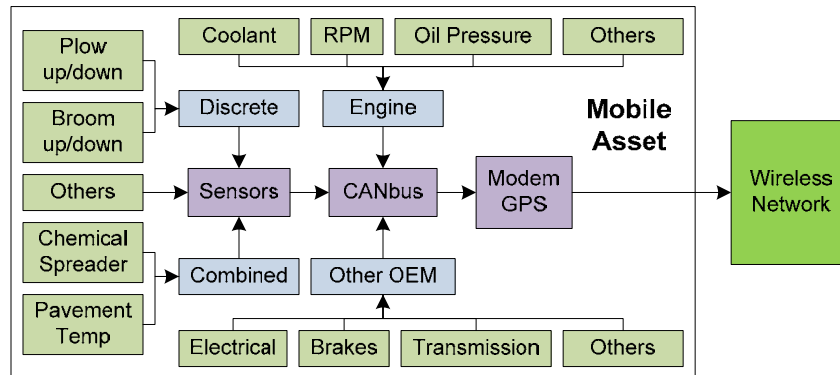 Coolant
RPM
Oil Pressure
Others
Plow
up/down
Broom
up/down
Discrete
Engine
Mobile
Asset
Others
Sensors
CANbus
Modem
GPS
Wireless
Network
Chemical
Spreader
Combined
Other OEM
Pavement
Temp
Electrical
Brakes
Transmission
Others